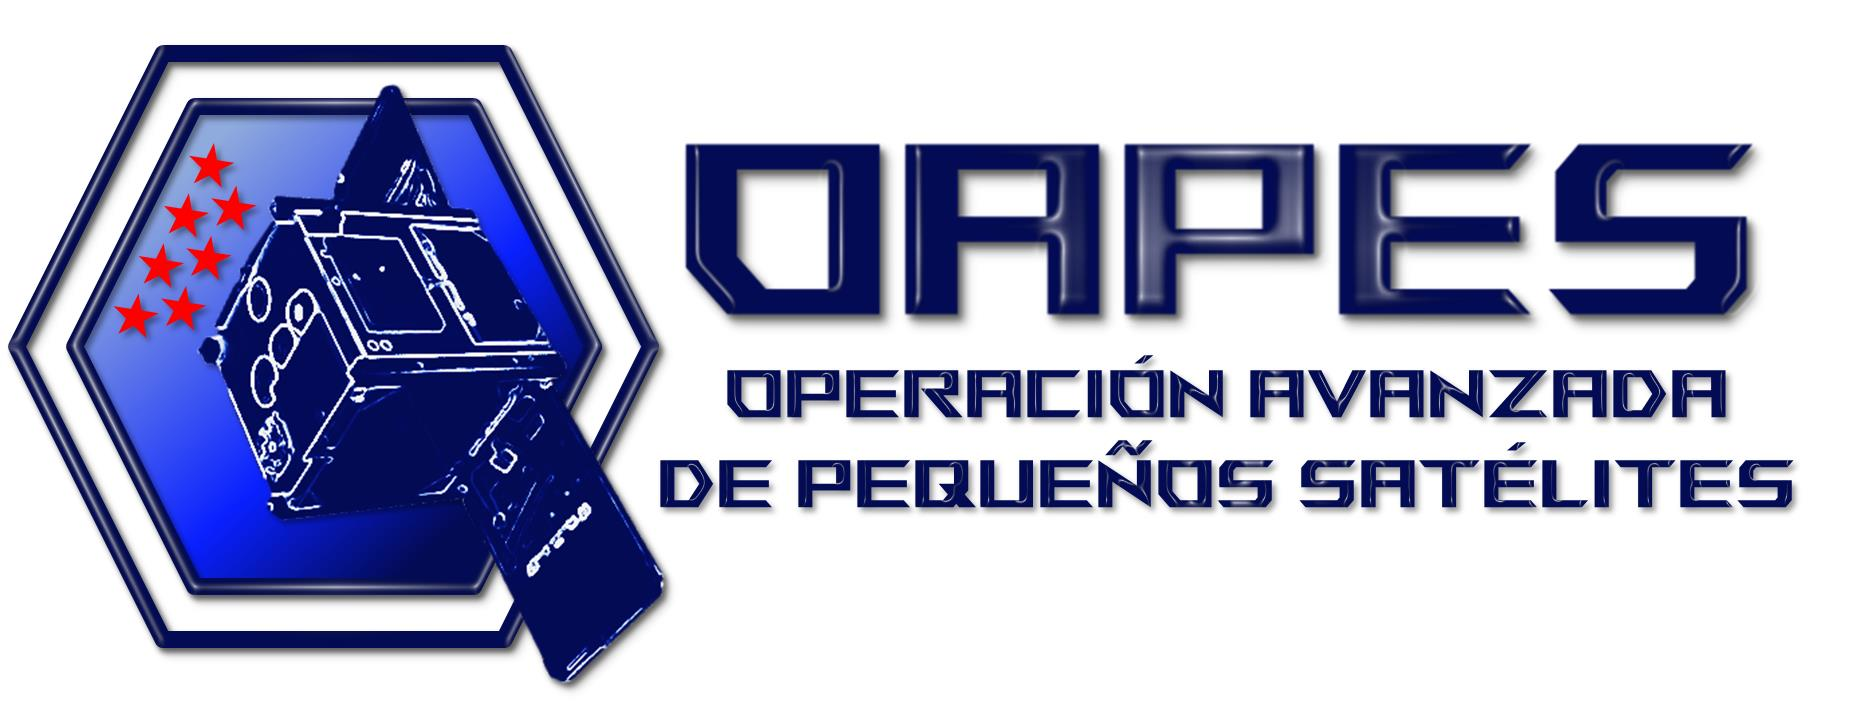 OAPES
OPERACIÓN AVANZADA
DE PEQUEÑOS SATÉLITES